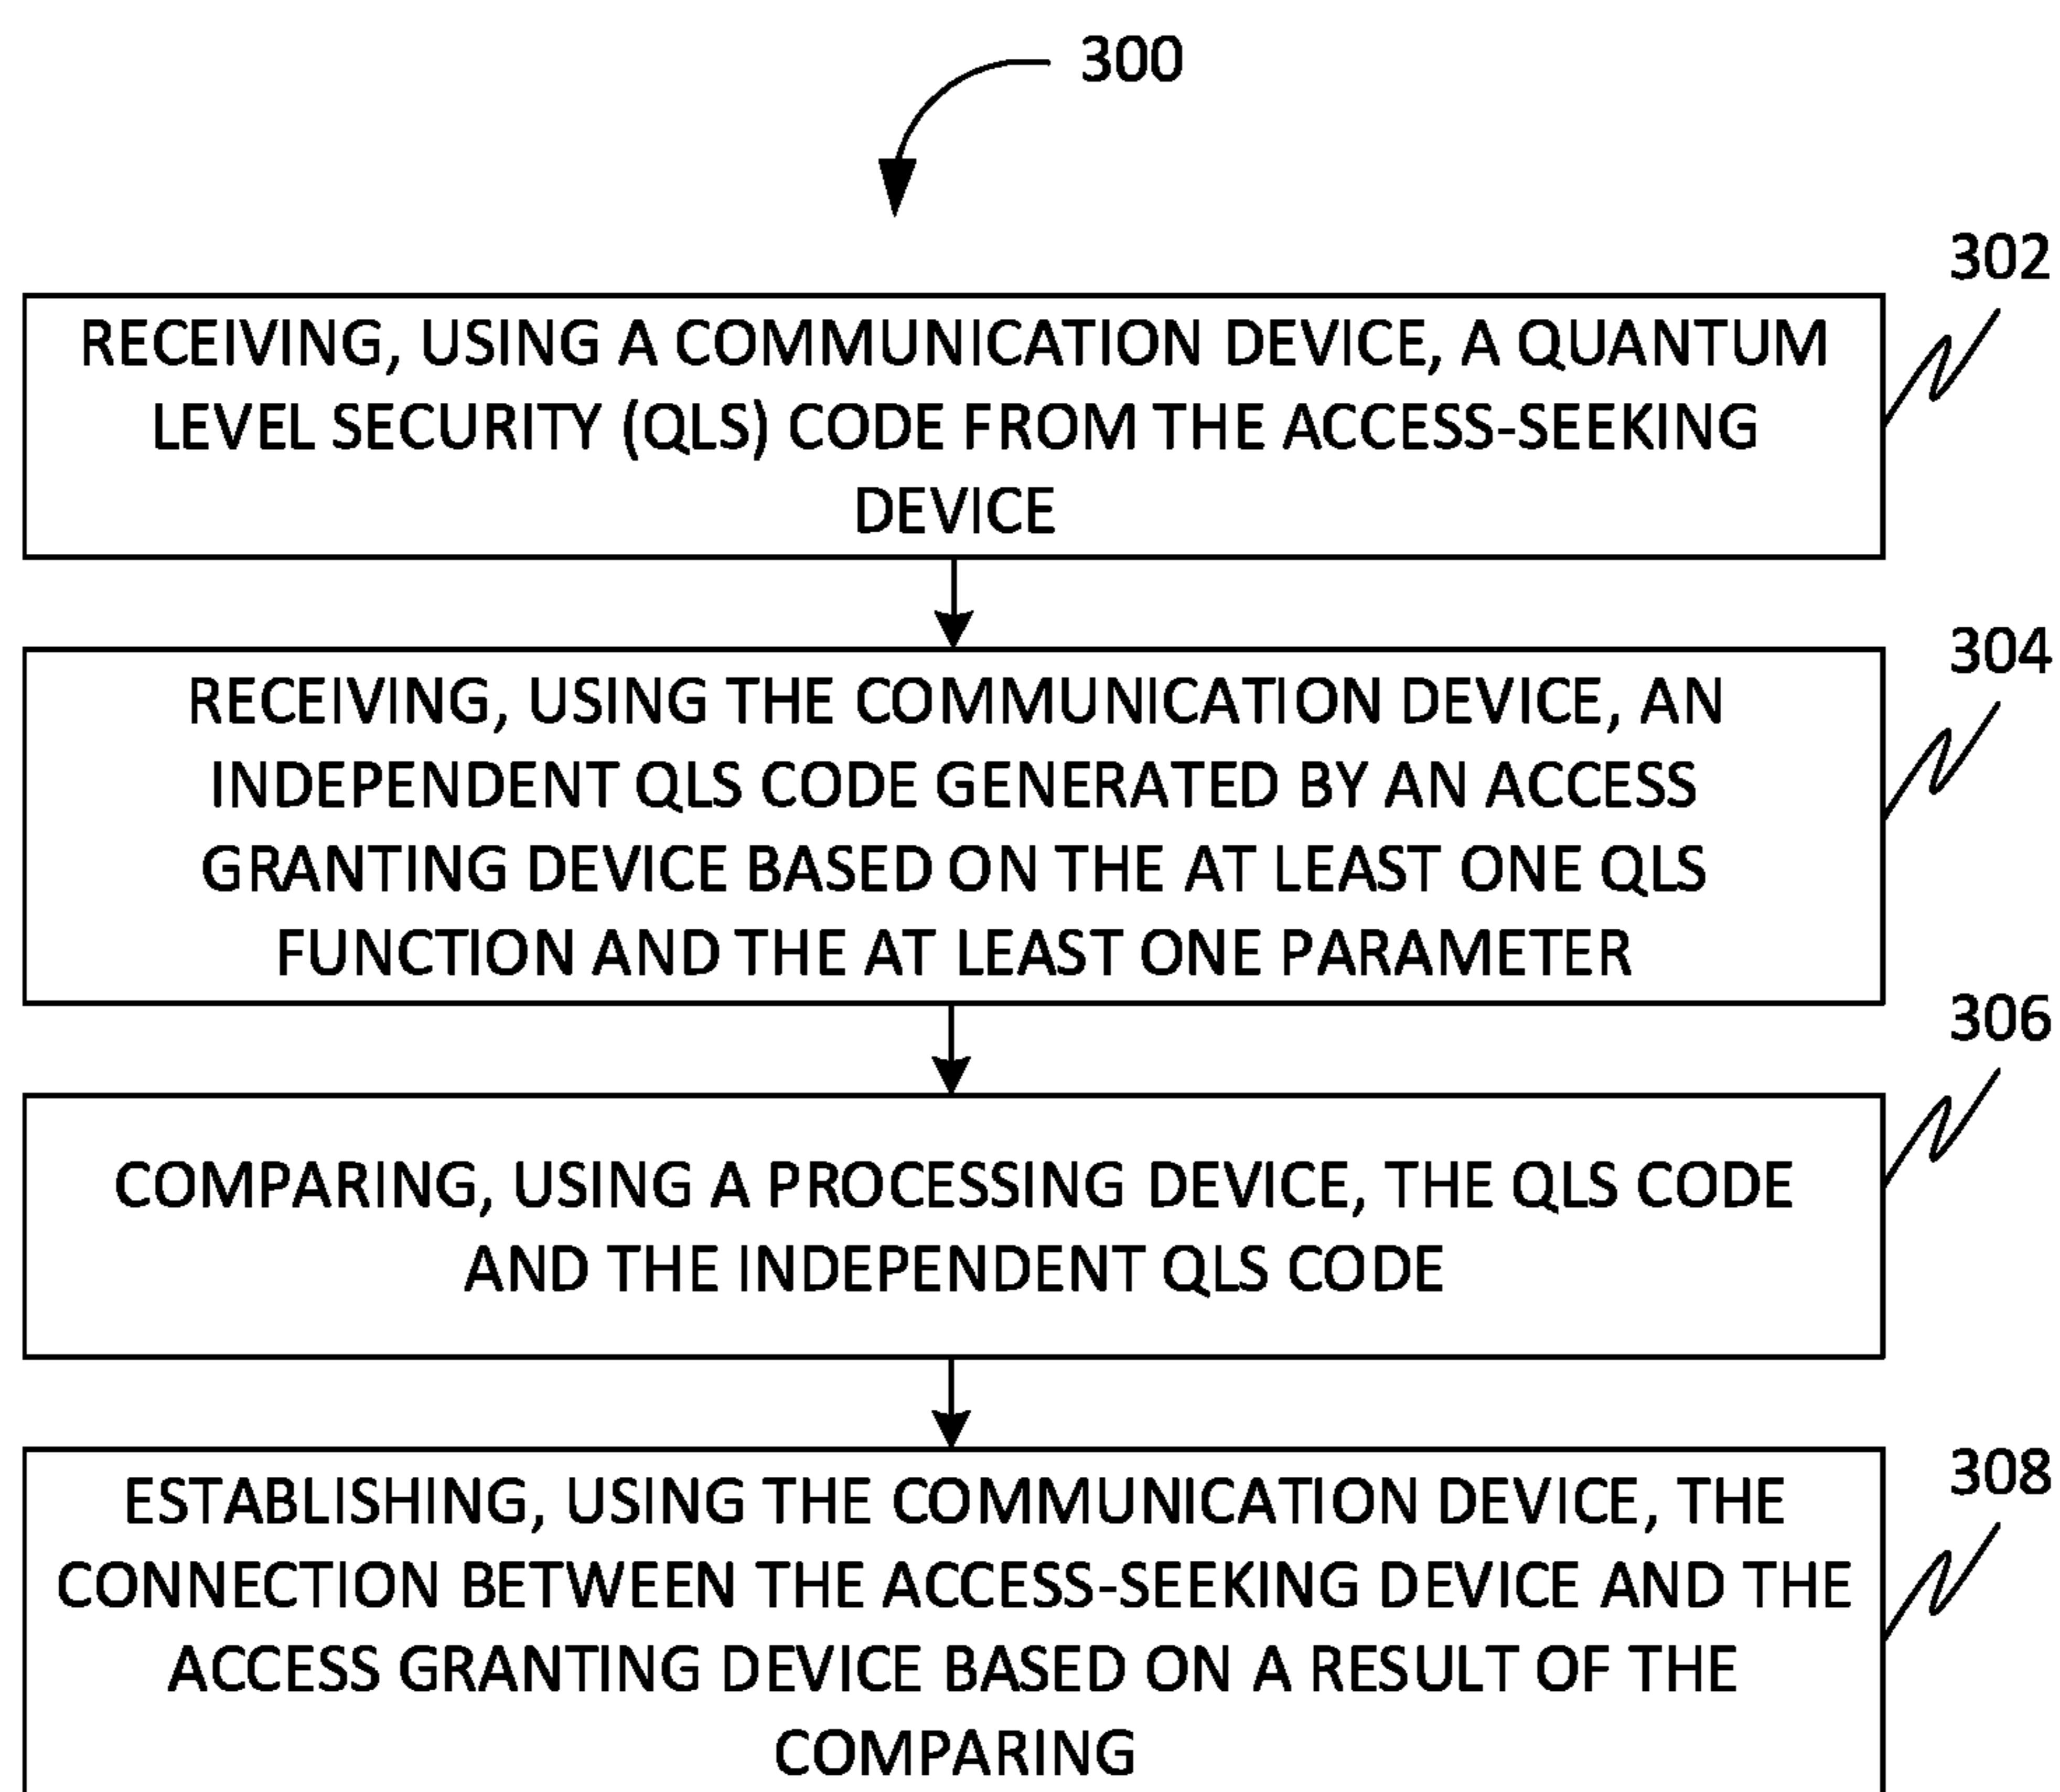 300
302
RECEIVING, USING A COMMUNICATION DEVICE, A QUANTUM
LEVEL SECURITY (QLS) CODE FROM THE ACCESS-SEEKING
DEVICE
304
RECEIVING, USING THE COMMUNICATION DEVICE, AN
INDEPENDENT QLS CODE GENERATED BY AN ACCESS
GRANTING DEVICE BASED ON THE AT LEAST ONE QLS
FUNCTION AND THE AT LEAST ONE PARAMETER
306
COMPARING, USING A PROCESSING DEVICE, THE QLS CODE
AND THE INDEPENDENT QLS CODE
308
ESTABLISHING, USING THE COMMUNICATION DEVICE, THE
CONNECTION BETWEEN THE ACCESS-SEEKING DEVICE AND THE
ACCESS GRANTING DEVICE BASED ON A RESULT OF THE
COMPARING